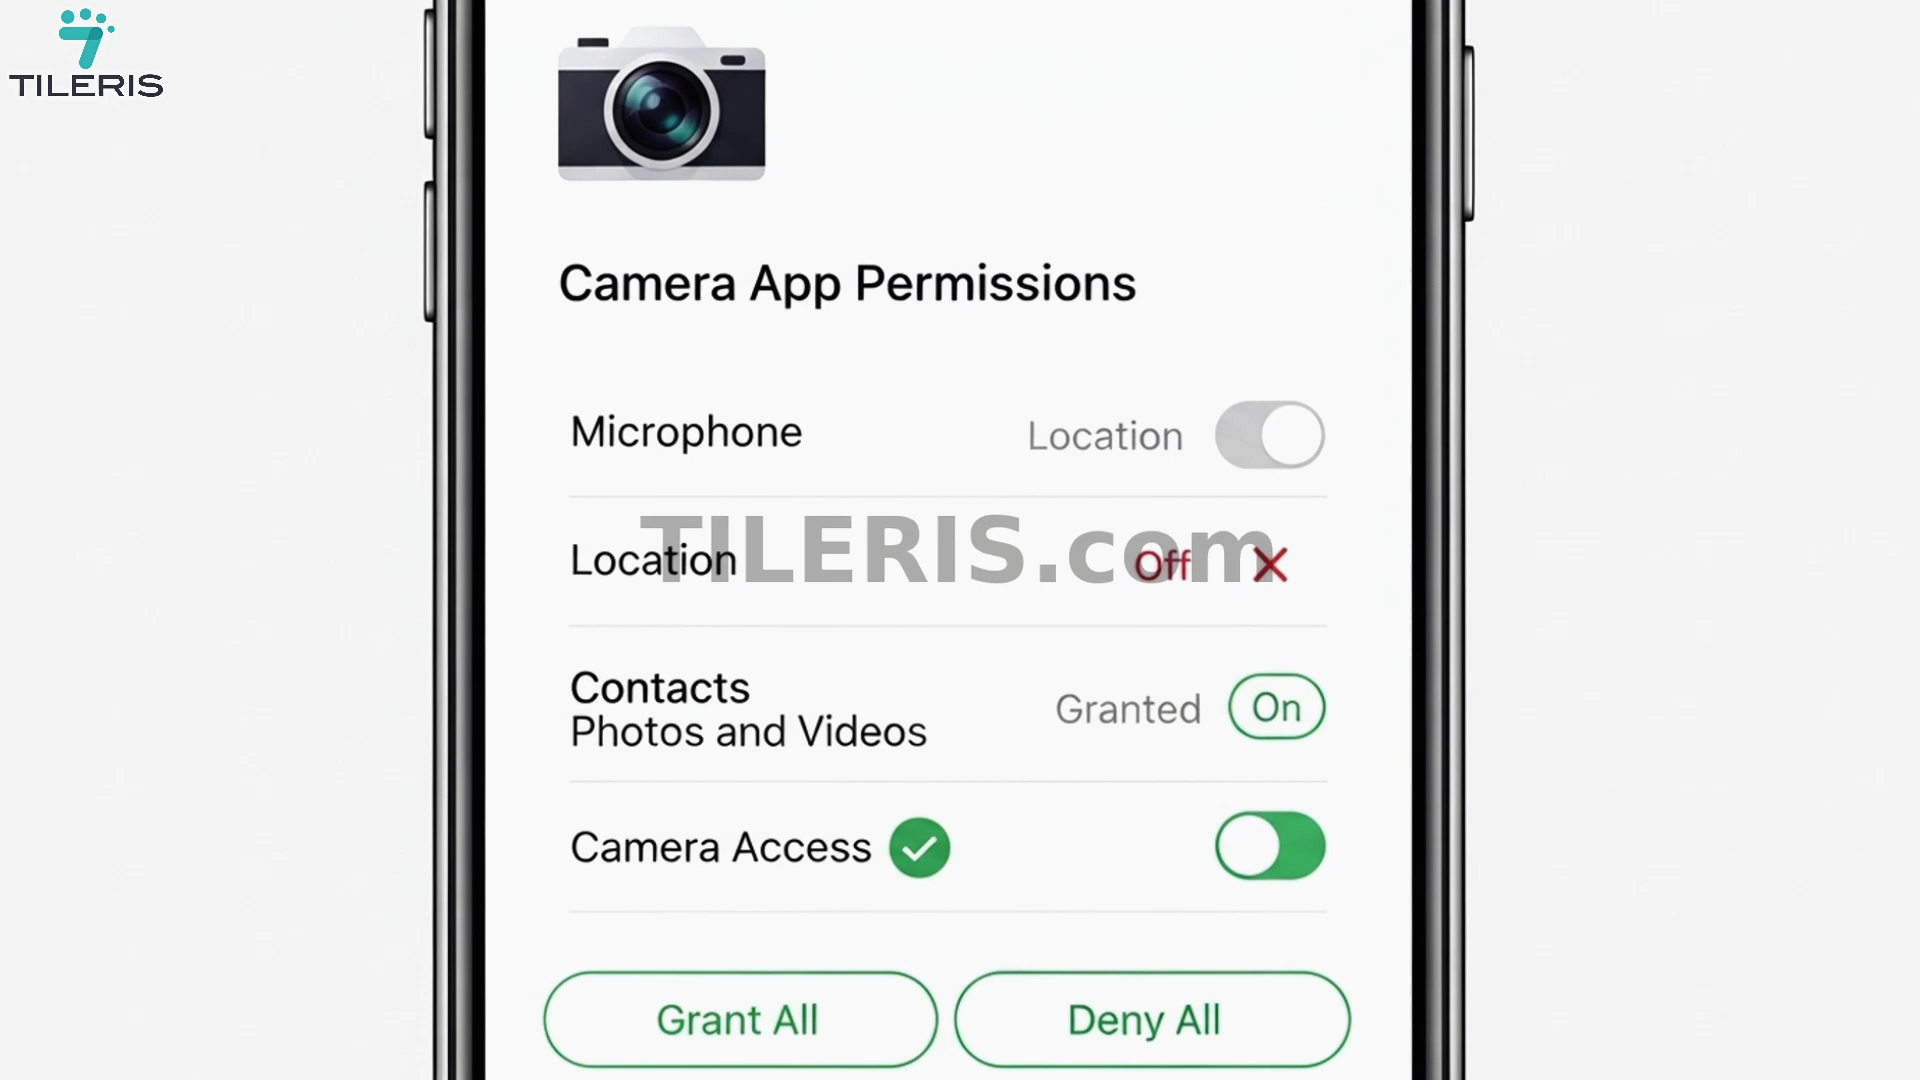 TILERIS
Camera App Permissions
Microphone Location
Location Off
TILERIS.com
Contacts
Photos and Videos
Granted On
Camera Access
Grant All Deny All